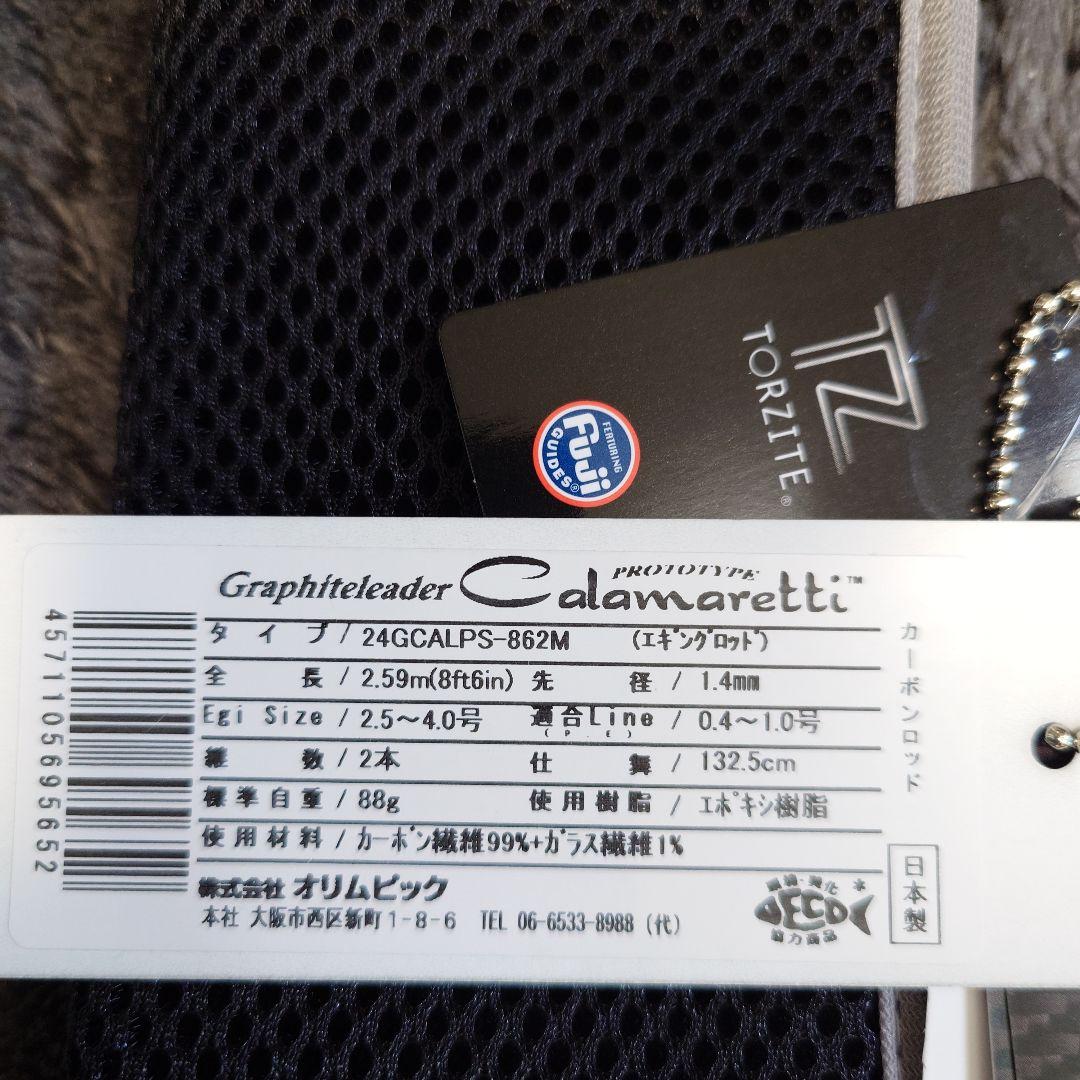 TZ
TORZITE®
FEATURING
Fuji
GUIDES®
Graphiteleader Calamaretti™
PROTOTYPE
タイプ / 24GCALPS-862M (ｴｷﾞﾝｸﾞﾛｯﾄﾞ)
全長 / 2.59m(8ft6in) 先径 / 1.4mm
Egi Size / 2.5～4.0号 適合Line (P.E) / 0.4～1.0号
継数 / 2本 仕舞 / 132.5cm
標準自重 / 88g 使用樹脂 / ｴﾎﾟｷｼ樹脂
使用材料 / ｶｰﾎﾞﾝ繊維99%+ｶﾞﾗｽ繊維1%
株式会社 オリムピック
本社 大阪市西区新町1-8-6 TEL 06-6533-8988 (代)
4571105695652
カーボンロッド
日本製
ECO
協力商品